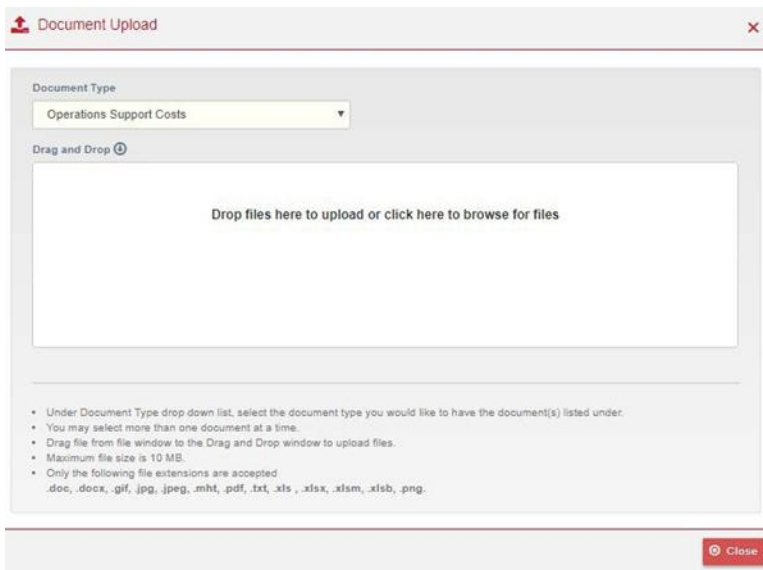 Document Upload
Document Type
Operations Support Costs
Drag and Drop
Drop files here to upload or click here to browse for files
• Under Document Type drop down list, select the document type you would like to have the document(s) listed under.
• You may select more than one document at a time.
• Drag file from file window to the Drag and Drop window to upload files.
• Maximum file size is 10 MB.
• Only the following file extensions are accepted
.doc, .docx, .gif, .jpg, .jpeg, .mht, .pdf, .txt, .xls , .xlsx, .xlsm, .xlsb, .png.
Close